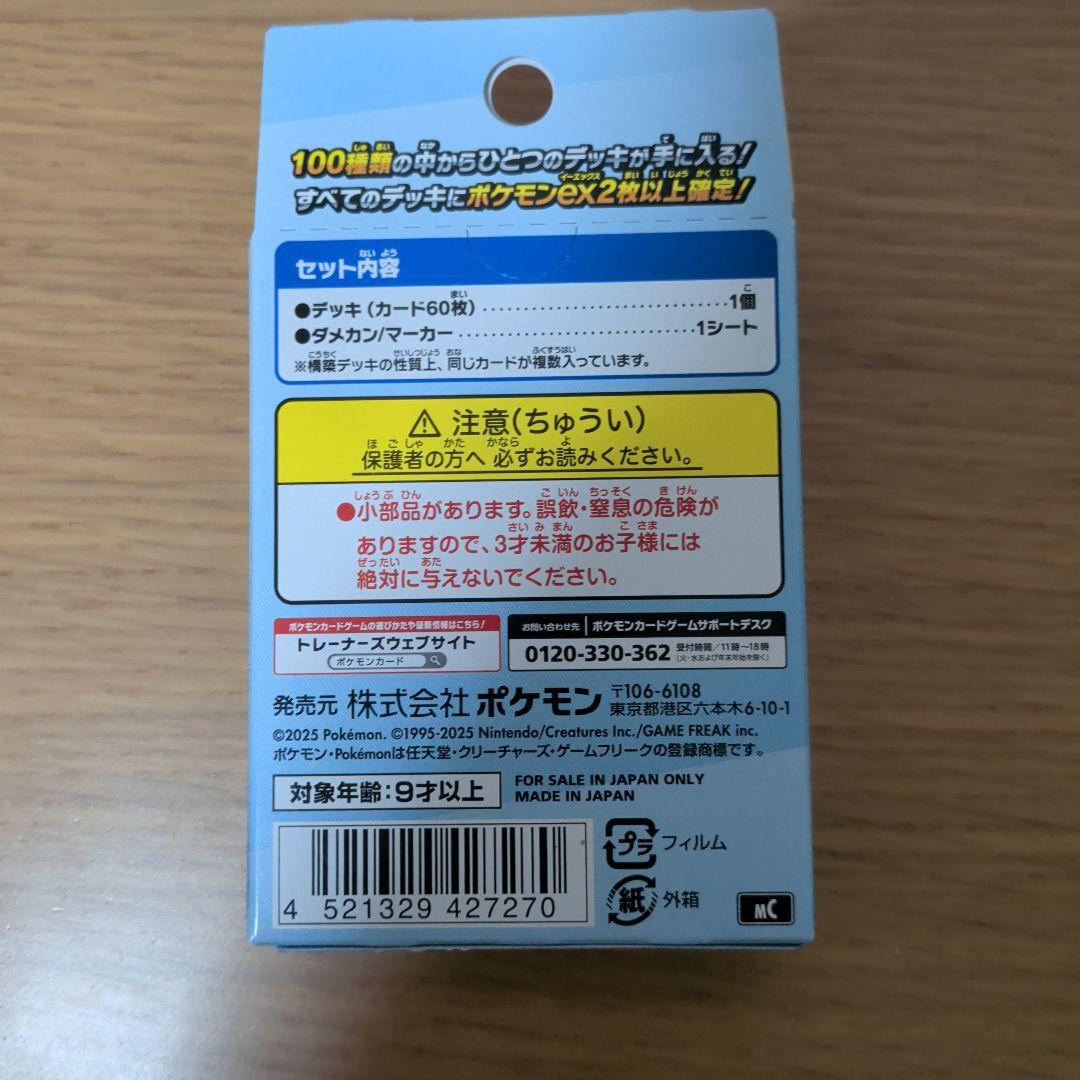 100種類の中からひとつのデッキが手に入る!
すべてのデッキにポケモンex2枚以上確定!
セット内容
●デッキ(カード60枚)............................1個
●ダメカン/マーカー..............................1シート
※構築デッキの性質上、同じカードが複数入っています。
⚠ 注意(ちゅうい)
保護者の方へ 必ずお読みください。
●小部品があります。誤飲・窒息の危険が
ありますので、3才未満のお子様には
絶対に与えないでください。
ポケモンカードゲームの遊びかたや最新情報はこちら!
トレーナーズウェブサイト
ポケモンカード
お問い合わせ先 ポケモンカードゲームサポートデスク
0120-330-362 受付時間/11時〜18時
(火・水および年末年始を除く)
発売元 株式会社 ポケモン 〒106-6108
東京都港区六本木6-10-1
©2025 Pokémon. ©1995-2025 Nintendo/Creatures Inc./GAME FREAK inc.
ポケモン・Pokémonは任天堂・クリーチャーズ・ゲームフリークの登録商標です。
対象年齢:9才以上
FOR SALE IN JAPAN ONLY
MADE IN JAPAN
プラ フィルム
紙 外箱
4 521329 427270
MC